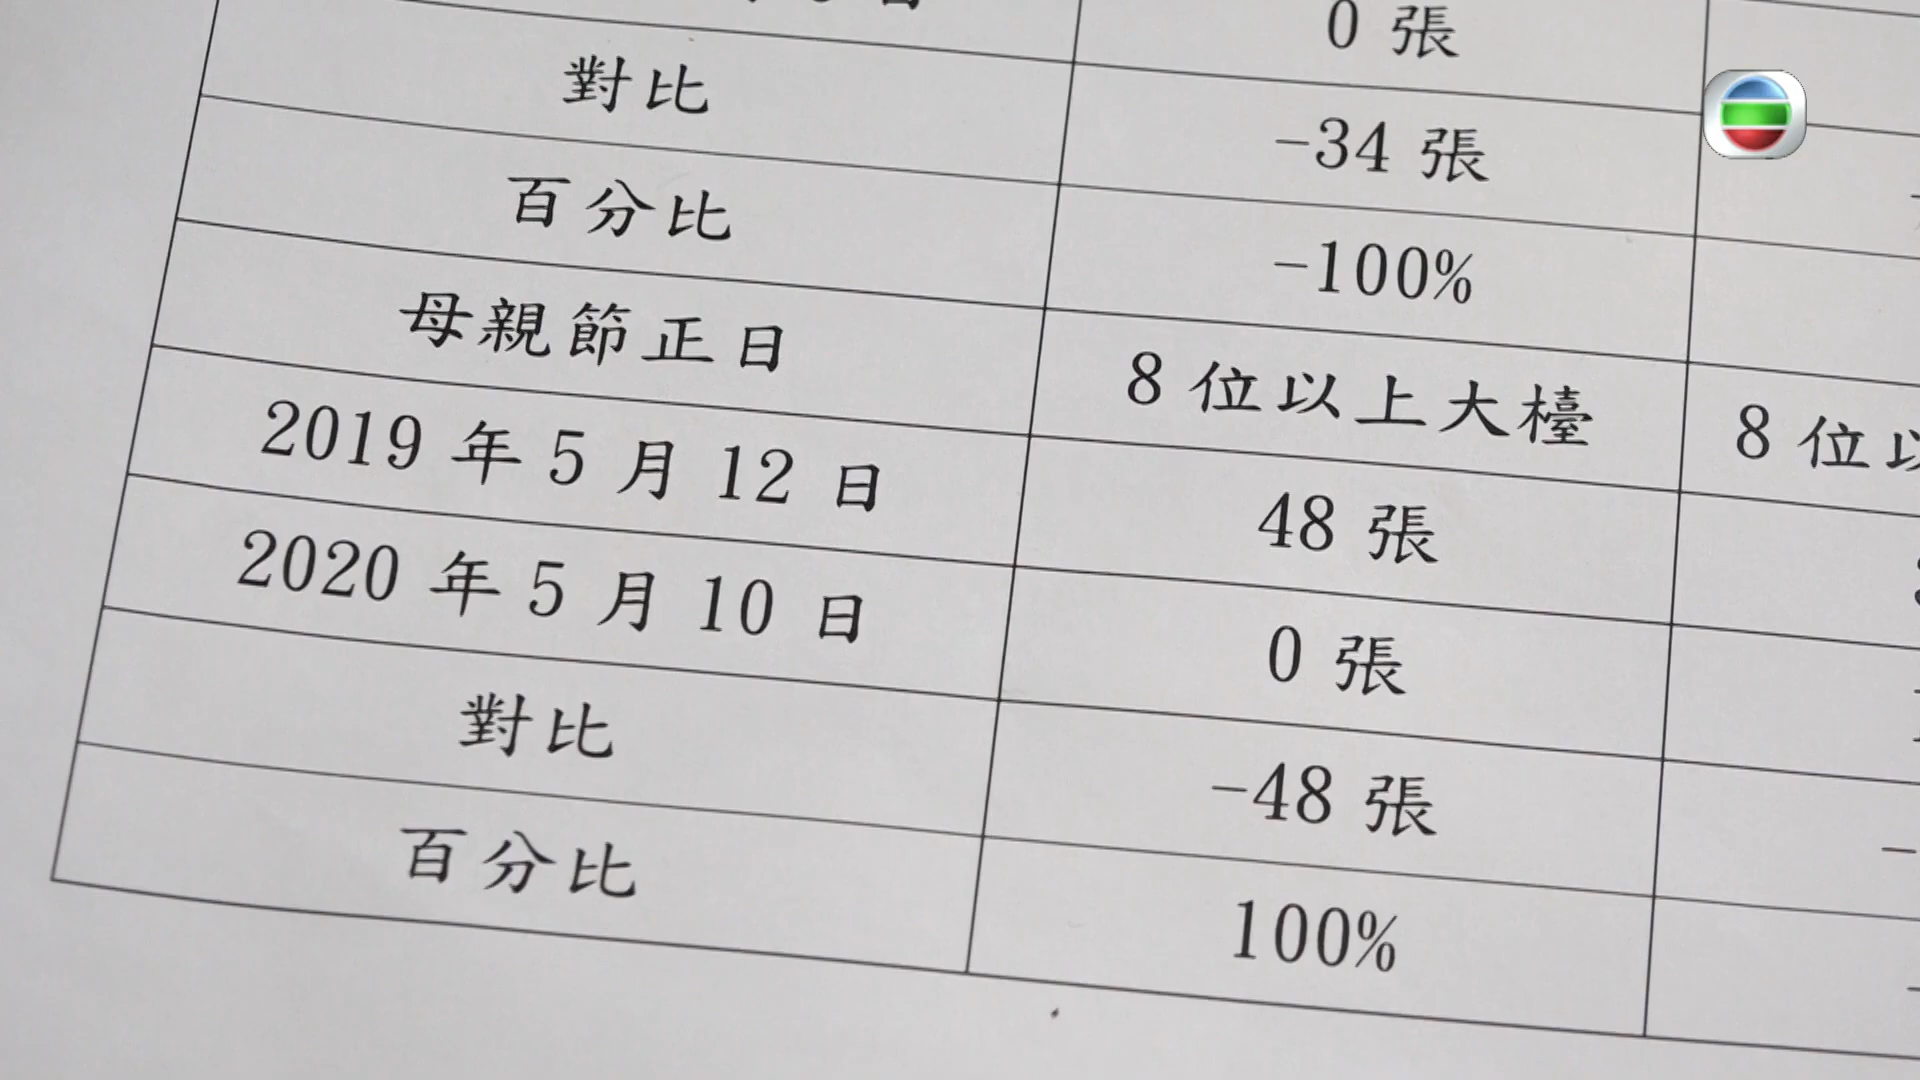 0 張
對比 -34 張
百分比 -100%
母親節正日 8 位以上大檯 8 位以
2019 年 5 月 12 日 48 張
2020 年 5 月 10 日 0 張
對比 -48 張
百分比 100%